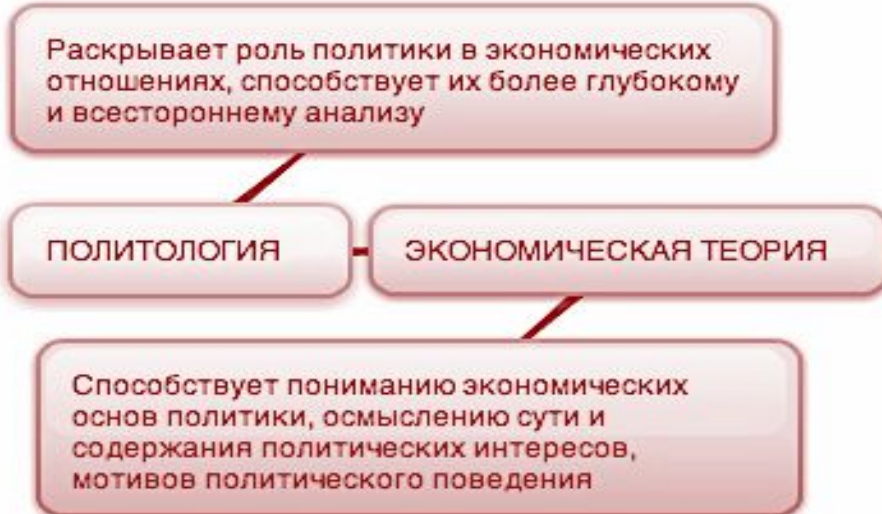 Раскрывает роль политики в экономических
отношениях, способствует их более глубокому
и всестороннему анализу
ПОЛИТОЛОГИЯ
ЭКОНОМИЧЕСКАЯ ТЕОРИЯ
Способствует пониманию экономических
основ политики, осмыслению сути и
содержания политических интересов,
мотивов политического поведения